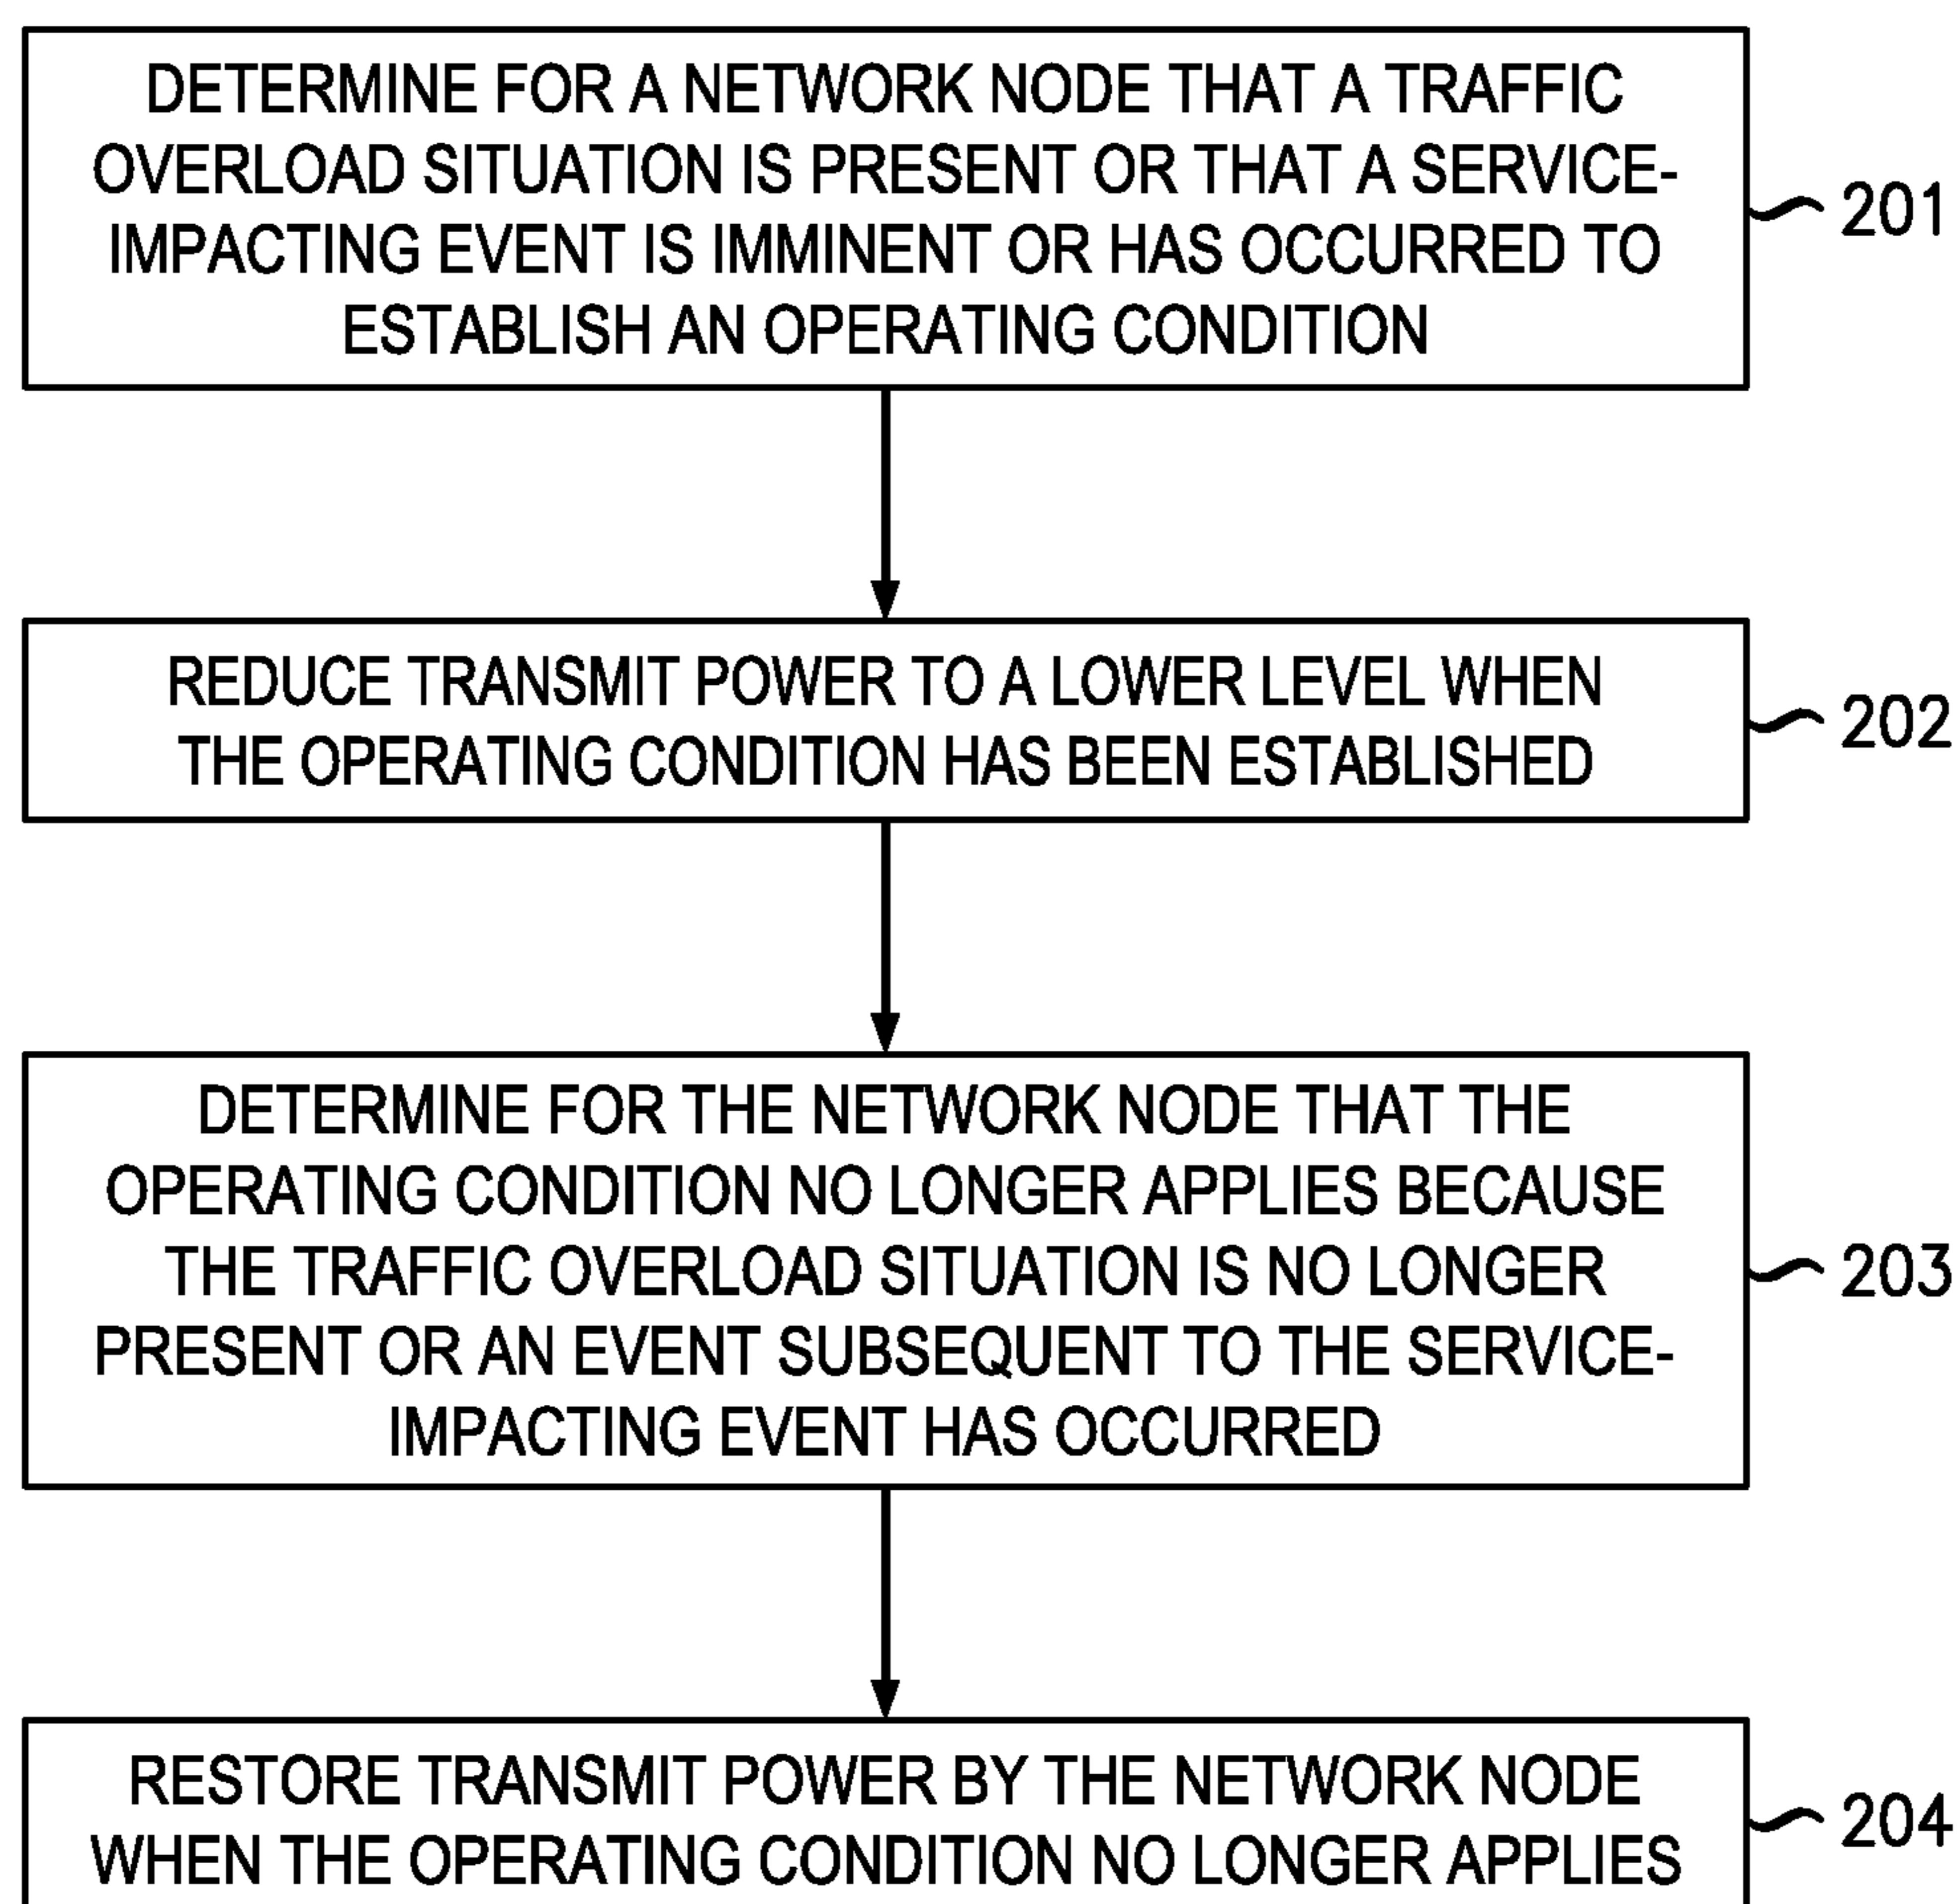 DETERMINE FOR A NETWORK NODE THAT A TRAFFIC
OVERLOAD SITUATION IS PRESENT OR THAT A SERVICE-
IMPACTING EVENT IS IMMINENT OR HAS OCCURRED TO
ESTABLISH AN OPERATING CONDITION
201
REDUCE TRANSMIT POWER TO A LOWER LEVEL WHEN
THE OPERATING CONDITION HAS BEEN ESTABLISHED
202
DETERMINE FOR THE NETWORK NODE THAT THE
OPERATING CONDITION NO LONGER APPLIES BECAUSE
THE TRAFFIC OVERLOAD SITUATION IS NO LONGER
PRESENT OR AN EVENT SUBSEQUENT TO THE SERVICE-
IMPACTING EVENT HAS OCCURRED
203
RESTORE TRANSMIT POWER BY THE NETWORK NODE
WHEN THE OPERATING CONDITION NO LONGER APPLIES
204